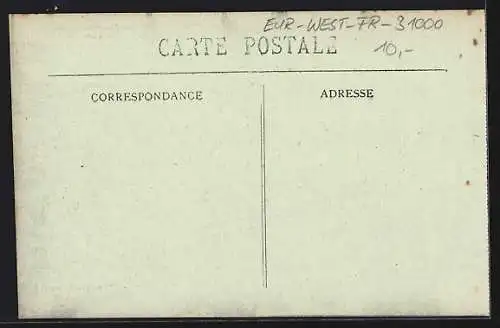 EUR-WEST-FR-31000
CARTE POSTALE 10,-
CORRESPONDANCE ADRESSE